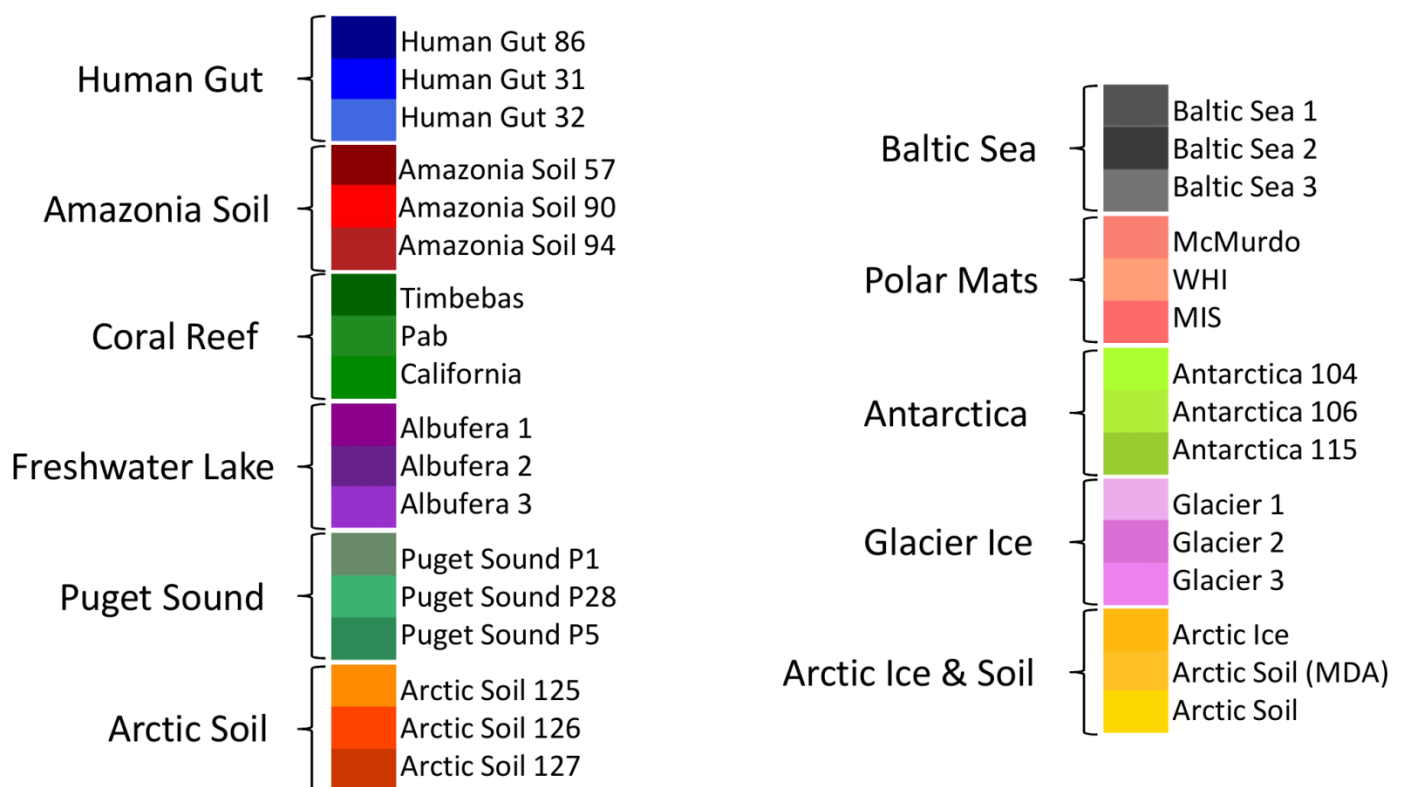 Human Gut
Human Gut 86
Human Gut 31
Human Gut 32
Amazonia Soil
Amazonia Soil 57
Amazonia Soil 90
Amazonia Soil 94
Coral Reef
Timbebas
Pab
California
Freshwater Lake
Albufera 1
Albufera 2
Albufera 3
Puget Sound
Puget Sound P1
Puget Sound P28
Puget Sound P5
Arctic Soil
Arctic Soil 125
Arctic Soil 126
Arctic Soil 127
Baltic Sea
Baltic Sea 1
Baltic Sea 2
Baltic Sea 3
Polar Mats
McMurdo
WHI
MIS
Antarctica
Antarctica 104
Antarctica 106
Antarctica 115
Glacier Ice
Glacier 1
Glacier 2
Glacier 3
Arctic Ice & Soil
Arctic Ice
Arctic Soil (MDA)
Arctic Soil